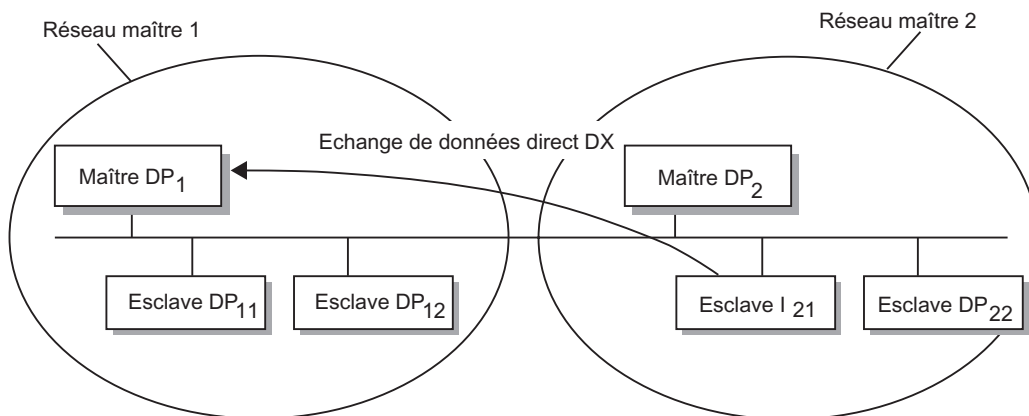 Réseau maître 1
Réseau maître 2
Echange de données direct DX
Maître DP1
Maître DP2
Esclave DP11
Esclave DP12
Esclave I 21
Esclave DP22